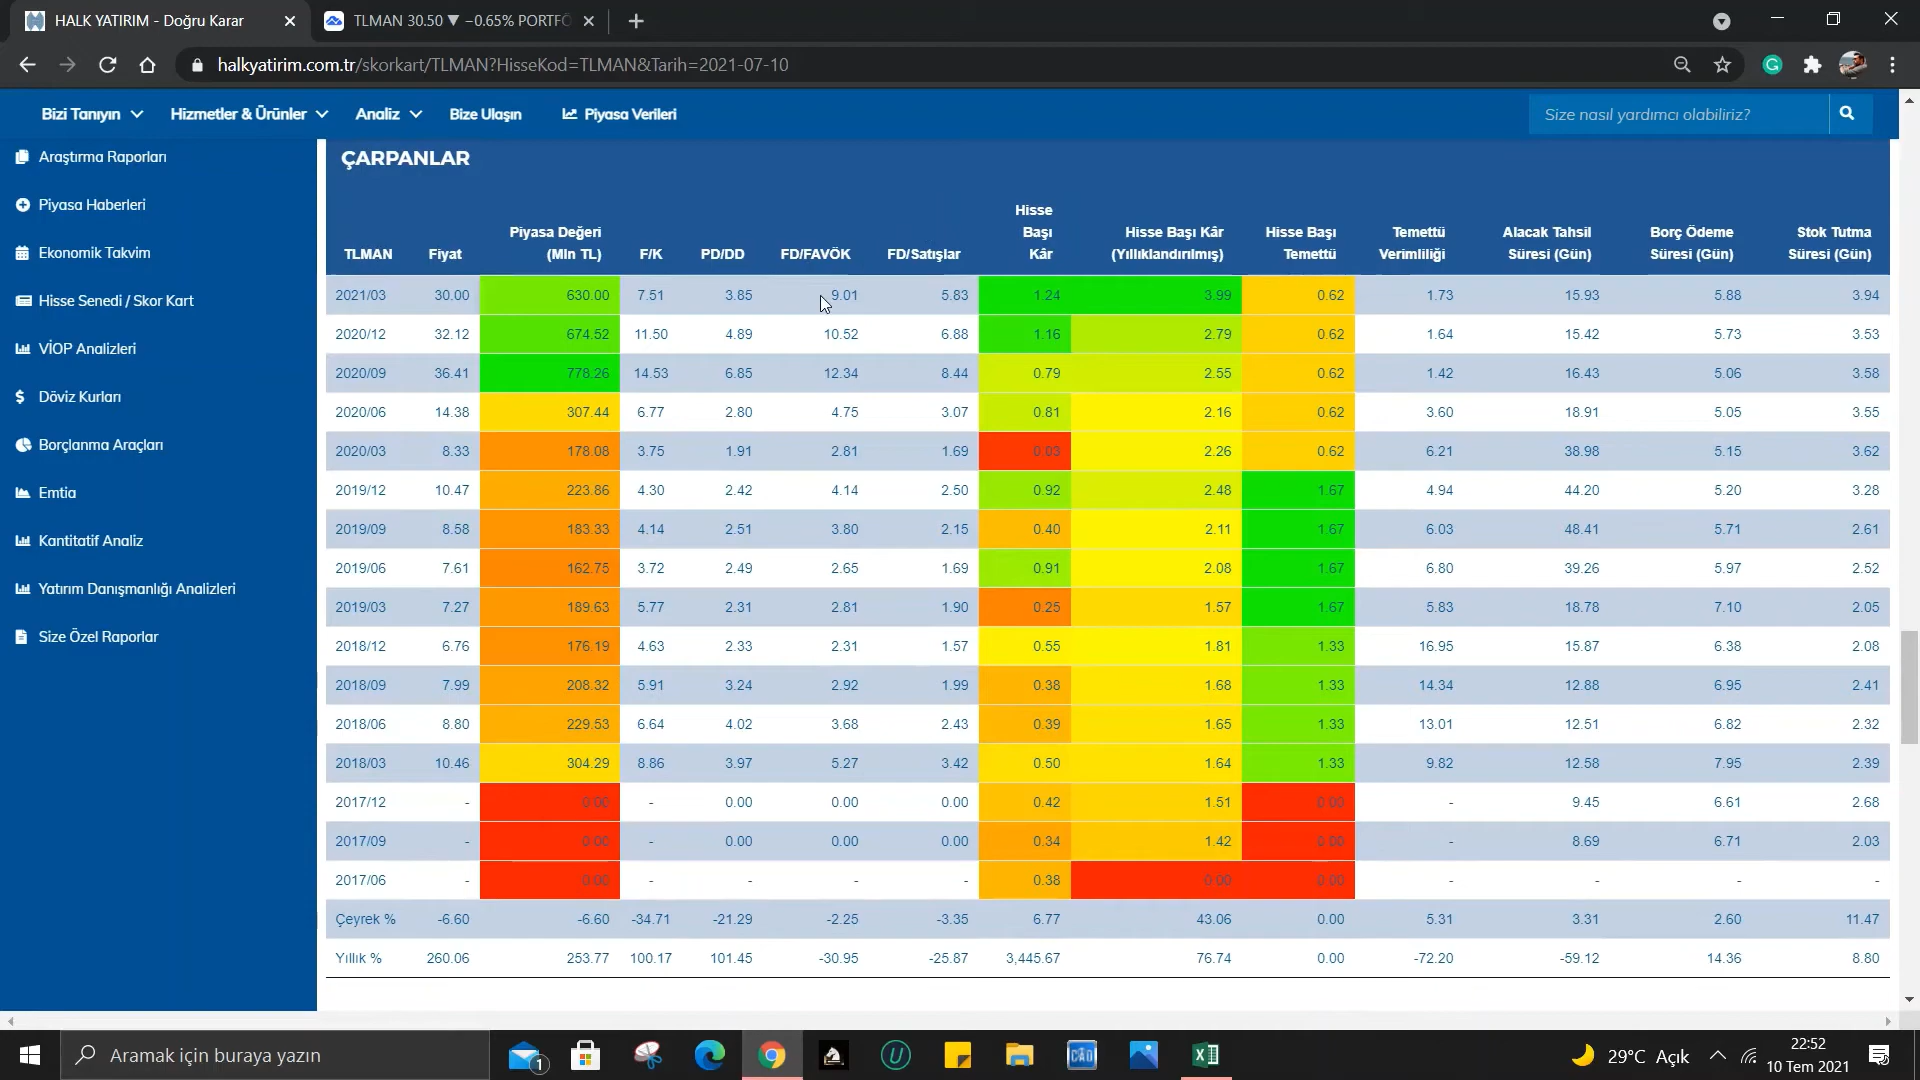 HALK YATIRIM - Doğru Karar
TLMAN 30.50 ▼ −0.65% PORTFÖ
halkyatirim.com.tr/skorkart/TLMAN?HisseKod=TLMAN&Tarih=2021-07-10
Bizi Tanıyın Hizmetler & Ürünler Analiz Bize Ulaşın Piyasa Verileri Size nasıl yardımcı olabiliriz?
Araştırma Raporları
Piyasa Haberleri
Ekonomik Takvim
Hisse Senedi / Skor Kart
VİOP Analizleri
Döviz Kurları
Borçlanma Araçları
Emtia
Kantitatif Analiz
Yatırım Danışmanlığı Analizleri
Size Özel Raporlar
ÇARPANLAR
Hisse
Piyasa Değeri Başı Hisse Başı Kâr Hisse Başı Temettü Alacak Tahsil Borç Ödeme Stok Tutma
TLMAN Fiyat (Mln TL) F/K PD/DD FD/FAVÖK FD/Satışlar Kâr (Yıllıklandırılmış) Temettü Verimliliği Süresi (Gün) Süresi (Gün) Süresi (Gün)
2021/03 30.00 630.00 7.51 3.85 9.01 5.83 1.24 3.99 0.62 1.73 15.93 5.88 3.94
2020/12 32.12 674.52 11.50 4.89 10.52 6.88 1.16 2.79 0.62 1.64 15.42 5.73 3.53
2020/09 36.41 778.26 14.53 6.85 12.34 8.44 0.79 2.55 0.62 1.42 16.43 5.06 3.58
2020/06 14.38 307.44 6.77 2.80 4.75 3.07 0.81 2.16 0.62 3.60 18.91 5.05 3.55
2020/03 8.33 178.08 3.75 1.91 2.81 1.69 0.03 2.26 0.62 6.21 38.98 5.15 3.62
2019/12 10.47 223.86 4.30 2.42 4.14 2.50 0.92 2.48 1.67 4.94 44.20 5.20 3.28
2019/09 8.58 183.33 4.14 2.51 3.80 2.15 0.40 2.11 1.67 6.03 48.41 5.71 2.61
2019/06 7.61 162.75 3.72 2.49 2.65 1.69 0.91 2.08 1.67 6.80 39.26 5.97 2.52
2019/03 7.27 189.63 5.77 2.31 2.81 1.90 0.25 1.57 1.67 5.83 18.78 7.10 2.05
2018/12 6.76 176.19 4.63 2.33 2.31 1.57 0.55 1.81 1.33 16.95 15.87 6.38 2.08
2018/09 7.99 208.32 5.91 3.24 2.92 1.99 0.38 1.68 1.33 14.34 12.88 6.95 2.41
2018/06 8.80 229.53 6.64 4.02 3.68 2.43 0.39 1.65 1.33 13.01 12.51 6.82 2.32
2018/03 10.46 304.29 8.86 3.97 5.27 3.42 0.50 1.64 1.33 9.82 12.58 7.95 2.39
2017/12 - 0.00 - 0.00 0.00 0.00 0.42 1.51 0.00 - 9.45 6.61 2.68
2017/09 - 0.00 - 0.00 0.00 0.00 0.34 1.42 0.00 - 8.69 6.71 2.03
2017/06 - 0.00 - - - - 0.38 0.00 0.00 - - - -
Çeyrek % -6.60 -6.60 -34.71 -21.29 -2.25 -3.35 6.77 43.06 0.00 5.31 3.31 2.60 11.47
Yıllık % 260.06 253.77 100.17 101.45 -30.95 -25.87 3,445.67 76.74 0.00 -72.20 -59.12 14.36 8.80
Aramak için buraya yazın 1 CAD 29°C Açık 22:52
10 Tem 2021